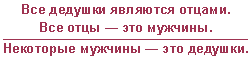 Все дедушки являются отцами.
Все отцы — это мужчины.
Некоторые мужчины — это дедушки.